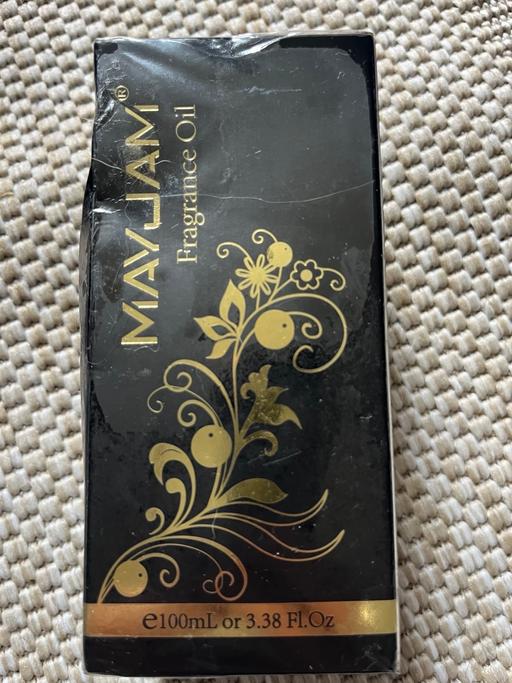 MAYJAM®
Fragrance Oil
℮100mL or 3.38 Fl.Oz